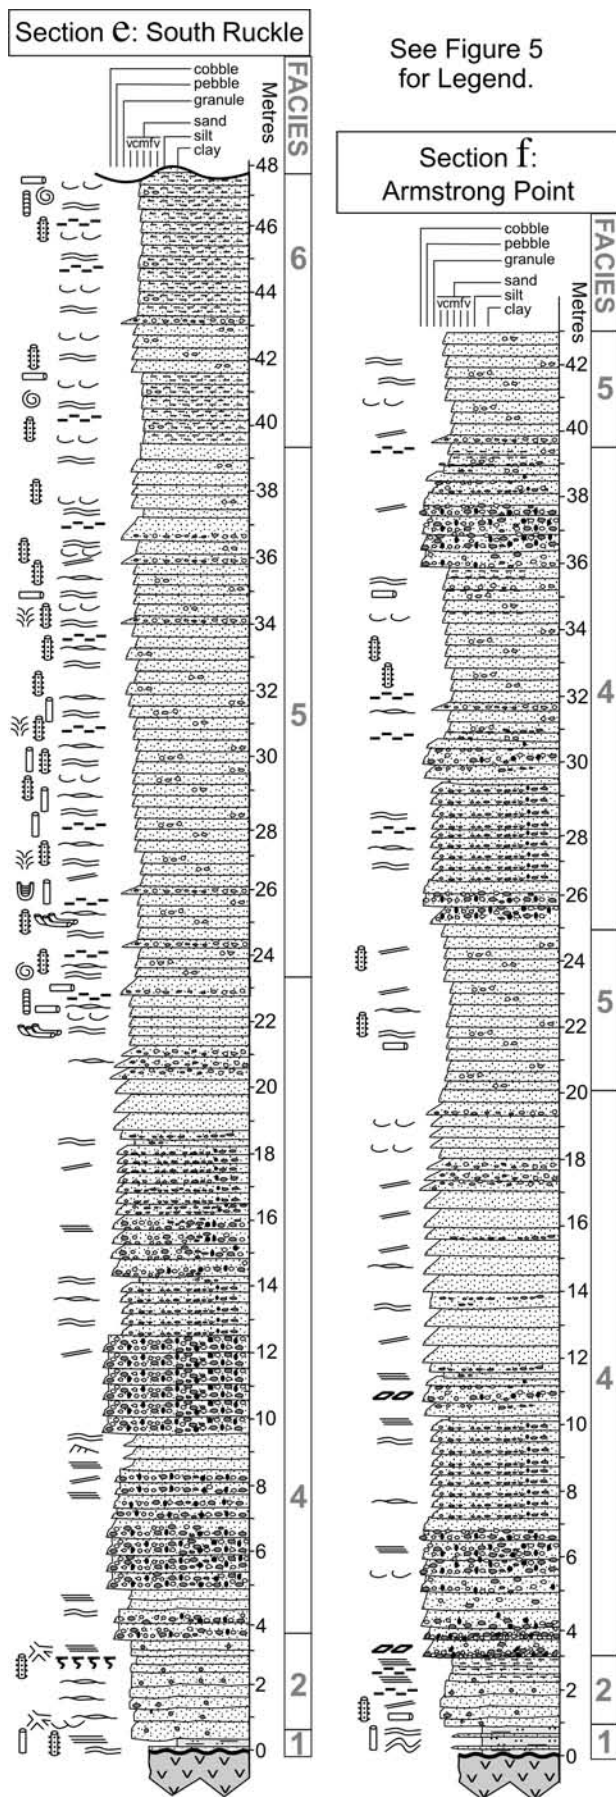 Section e: South Ruckle
See Figure 5
for Legend.
cobble
pebble
granule
sand
vcmfv
silt
clay
Metres
FACIES
48
46
44
42
40
38
36
34
32
30
28
26
24
22
20
18
16
14
12
10
8
6
4
2
0
6
5
4
2
1
Section f:
Armstrong Point
cobble
pebble
granule
sand
vcmfv
silt
clay
Metres
FACIES
42
40
38
36
34
32
30
28
26
24
22
20
18
16
14
12
10
8
6
4
2
0
5
4
5
4
2
1